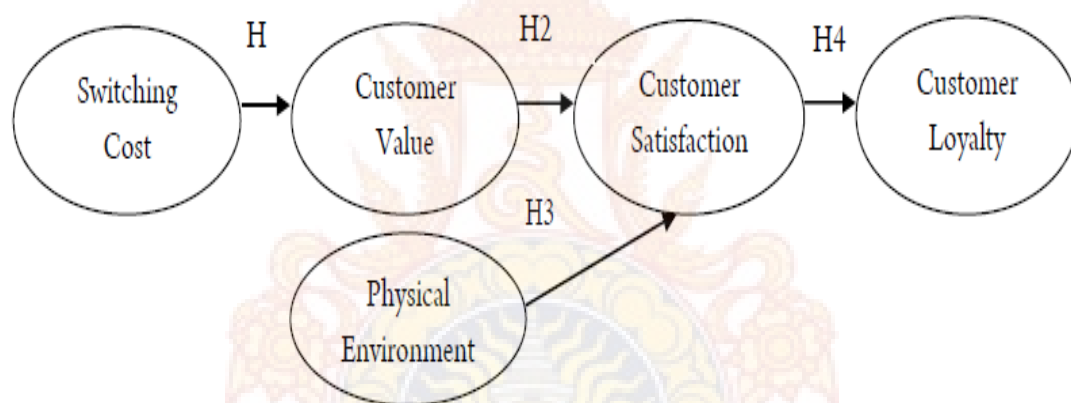 H
H2
H4
Switching
Cost
Customer
Value
Customer
Satisfaction
Customer
Loyalty
H3
Physical
Environment